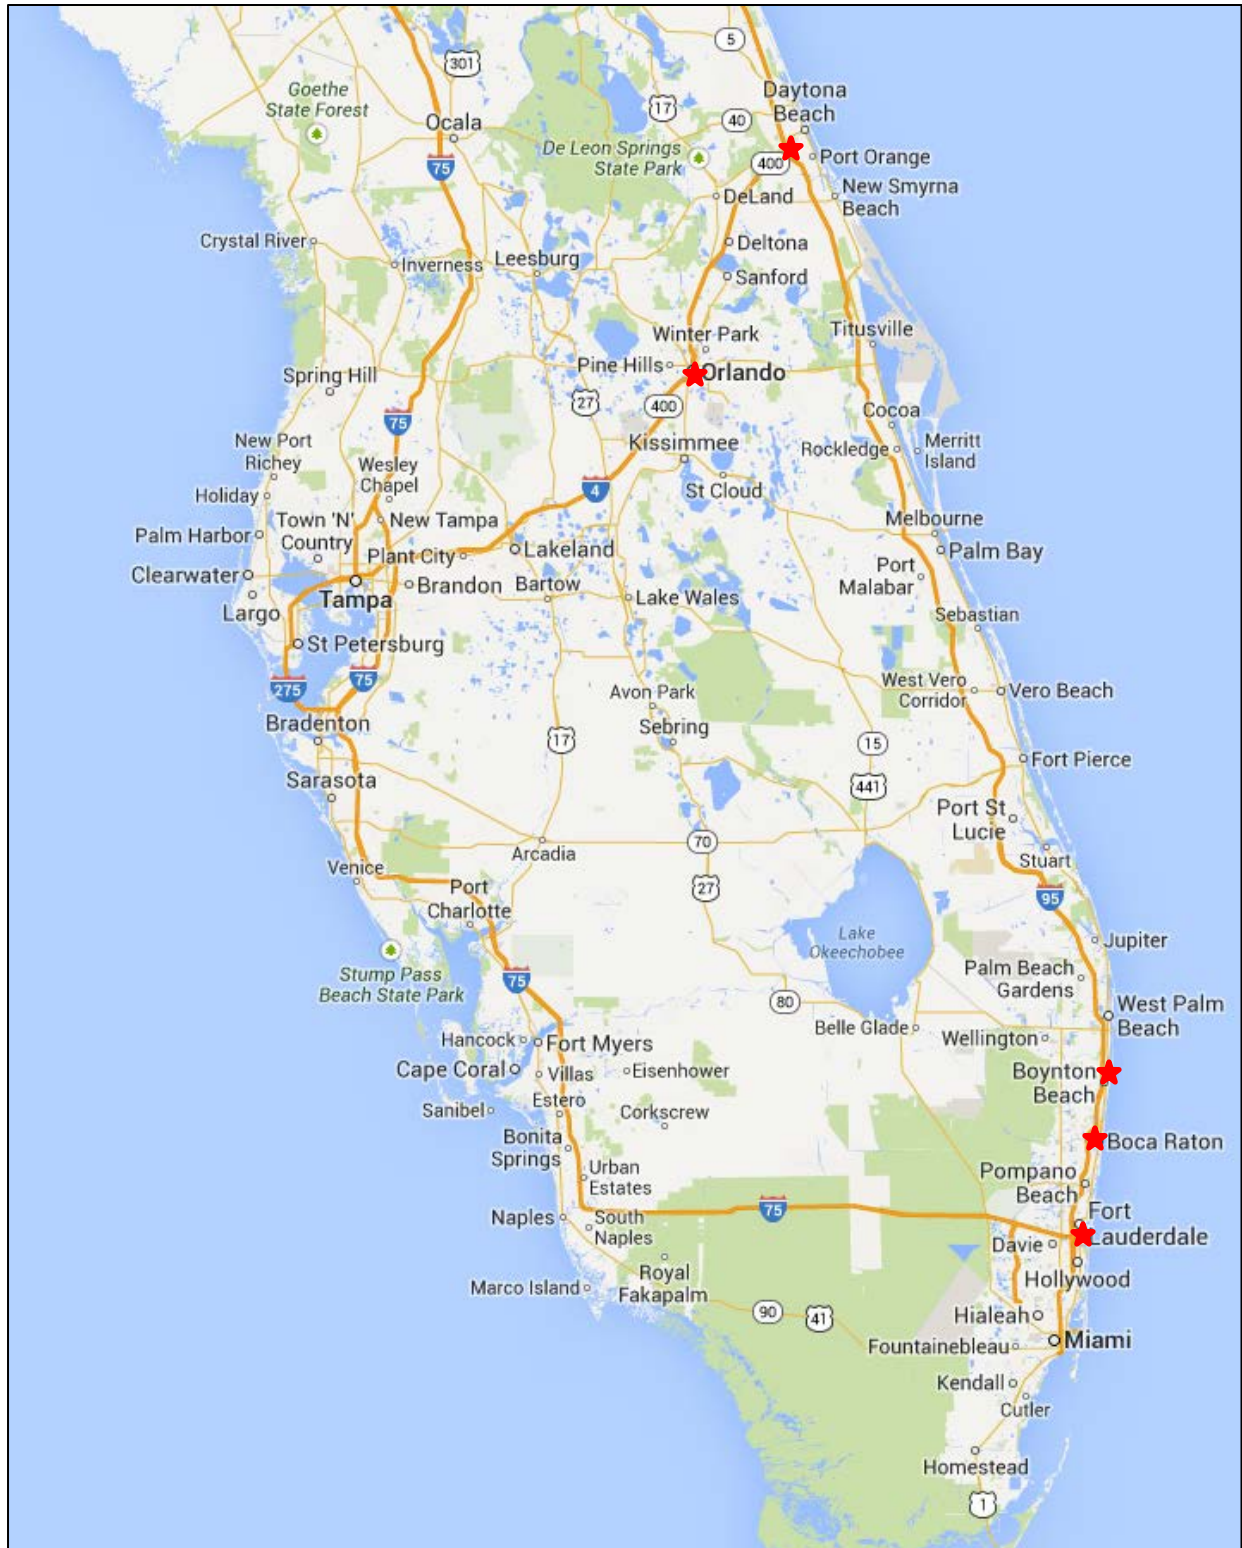 5
301
Daytona
Beach
Goethe
State Forest
17
40
Ocala
De Leon Springs
State Park
400
Port Orange
75
DeLand
New Smyrna
Beach
Crystal River
Deltona
Inverness
Leesburg
Sanford
Titusville
Winter Park
Pine Hills
Orlando
Spring Hill
27
400
Cocoa
75
New Port
Richey
Kissimmee
Rockledge
Merritt
Island
Wesley
Chapel
Holiday
4
St Cloud
Town 'N'
Country
New Tampa
Melbourne
Palm Harbor
Plant City
Lakeland
Palm Bay
Clearwater
Port
Malabar
Brandon
Bartow
Lake Wales
Tampa
Largo
Sebastian
St Petersburg
275
75
West Vero
Corridor
Vero Beach
Avon Park
Bradenton
Sebring
17
15
Fort Pierce
Sarasota
441
Port St
Lucie
70
Arcadia
Stuart
Venice
27
Port
Charlotte
95
Lake
Okeechobee
Jupiter
Stump Pass
Beach State Park
75
Palm Beach
Gardens
80
West Palm
Beach
Belle Glade
Wellington
Hancock
Fort Myers
Cape Coral
Villas
Eisenhower
Boynton
Beach
Sanibel
Estero
Corkscrew
Bonita
Springs
Boca Raton
Urban
Estates
Pompano
Beach
75
Naples
South
Naples
Fort
Lauderdale
Davie
Royal
Fakapalm
Hollywood
Marco Island
90
41
Hialeah
Fountainebleau
Miami
Kendall
Cutler
Homestead
1